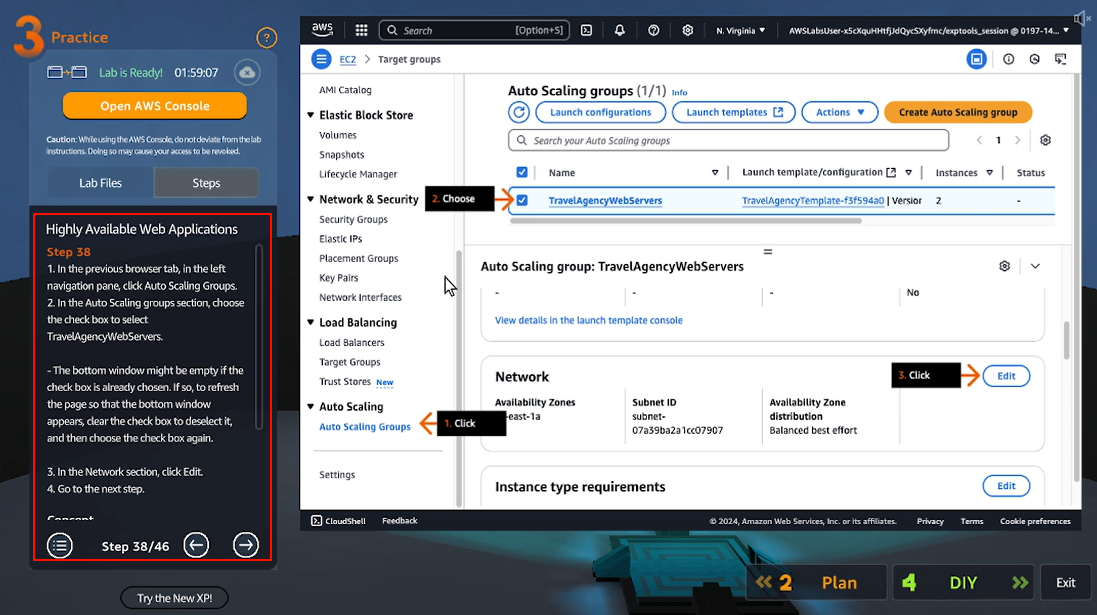 3 Practice ?
Lab is Ready! 01:59:07
Open AWS Console
Caution: While using the AWS Console, do not deviate from the lab
instructions. Doing so may cause your access to be revoked.
Lab Files Steps
Highly Available Web Applications
Step 38
1. In the previous browser tab, in the left
navigation pane, click Auto Scaling Groups.
2. In the Auto Scaling groups section, choose
the check box to select
TravelAgencyWebServers.
- The bottom window might be empty if the
check box is already chosen. If so, to refresh
the page so that the bottom window
appears, clear the check box to deselect it,
and then choose the check box again.
3. In the Network section, click Edit.
4. Go to the next step.
Concept
Step 38/46
Try the New XP!
aws Search [Option+S] N. Virginia ▼ AWSLabsUser-x5cXquHHtfjJdQycSXyfmc/exptools_session @ 0197-14... ▼
EC2 > Target groups
AMI Catalog
▼ Elastic Block Store
Volumes
Snapshots
Lifecycle Manager
▼ Network & Security
Security Groups
Elastic IPs
Placement Groups
Key Pairs
Network Interfaces
▼ Load Balancing
Load Balancers
Target Groups
Trust Stores New
▼ Auto Scaling
Auto Scaling Groups
1. Click
Settings
Auto Scaling groups (1/1) Info
Launch configurations Launch templates Actions ▼ Create Auto Scaling group
Search your Auto Scaling groups < 1 >
Name Launch template/configuration Instances Status
2. Choose
TravelAgencyWebServers TravelAgencyTemplate-f3f594a0 | Version 2 -
Auto Scaling group: TravelAgencyWebServers
- - - No
View details in the launch template console
Network 3. Click Edit
Availability Zones Subnet ID Availability Zone
distribution
-east-1a subnet-
07a39ba2a1cc07907 Balanced best effort
Instance type requirements Edit
CloudShell Feedback © 2024, Amazon Web Services, Inc. or its affiliates. Privacy Terms Cookie preferences
« 2 Plan 4 DIY » Exit